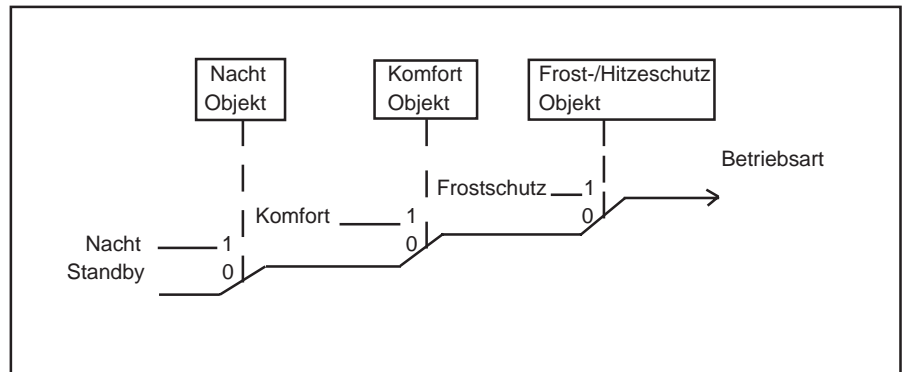 Nacht
Objekt
Komfort
Objekt
Frost-/Hitzeschutz
Objekt
Betriebsart
Frostschutz 1
0
Komfort 1
0
Nacht 1
Standby 0